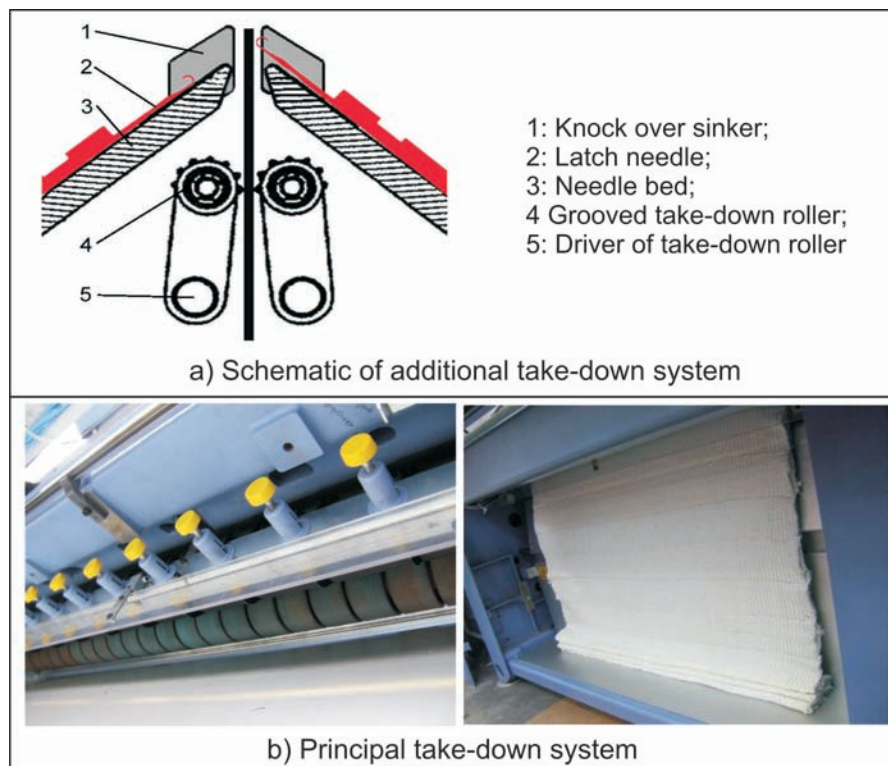 1
2
3
4
5
1: Knock over sinker;
2: Latch needle;
3: Needle bed;
4 Grooved take-down roller;
5: Driver of take-down roller
a) Schematic of additional take-down system
b) Principal take-down system